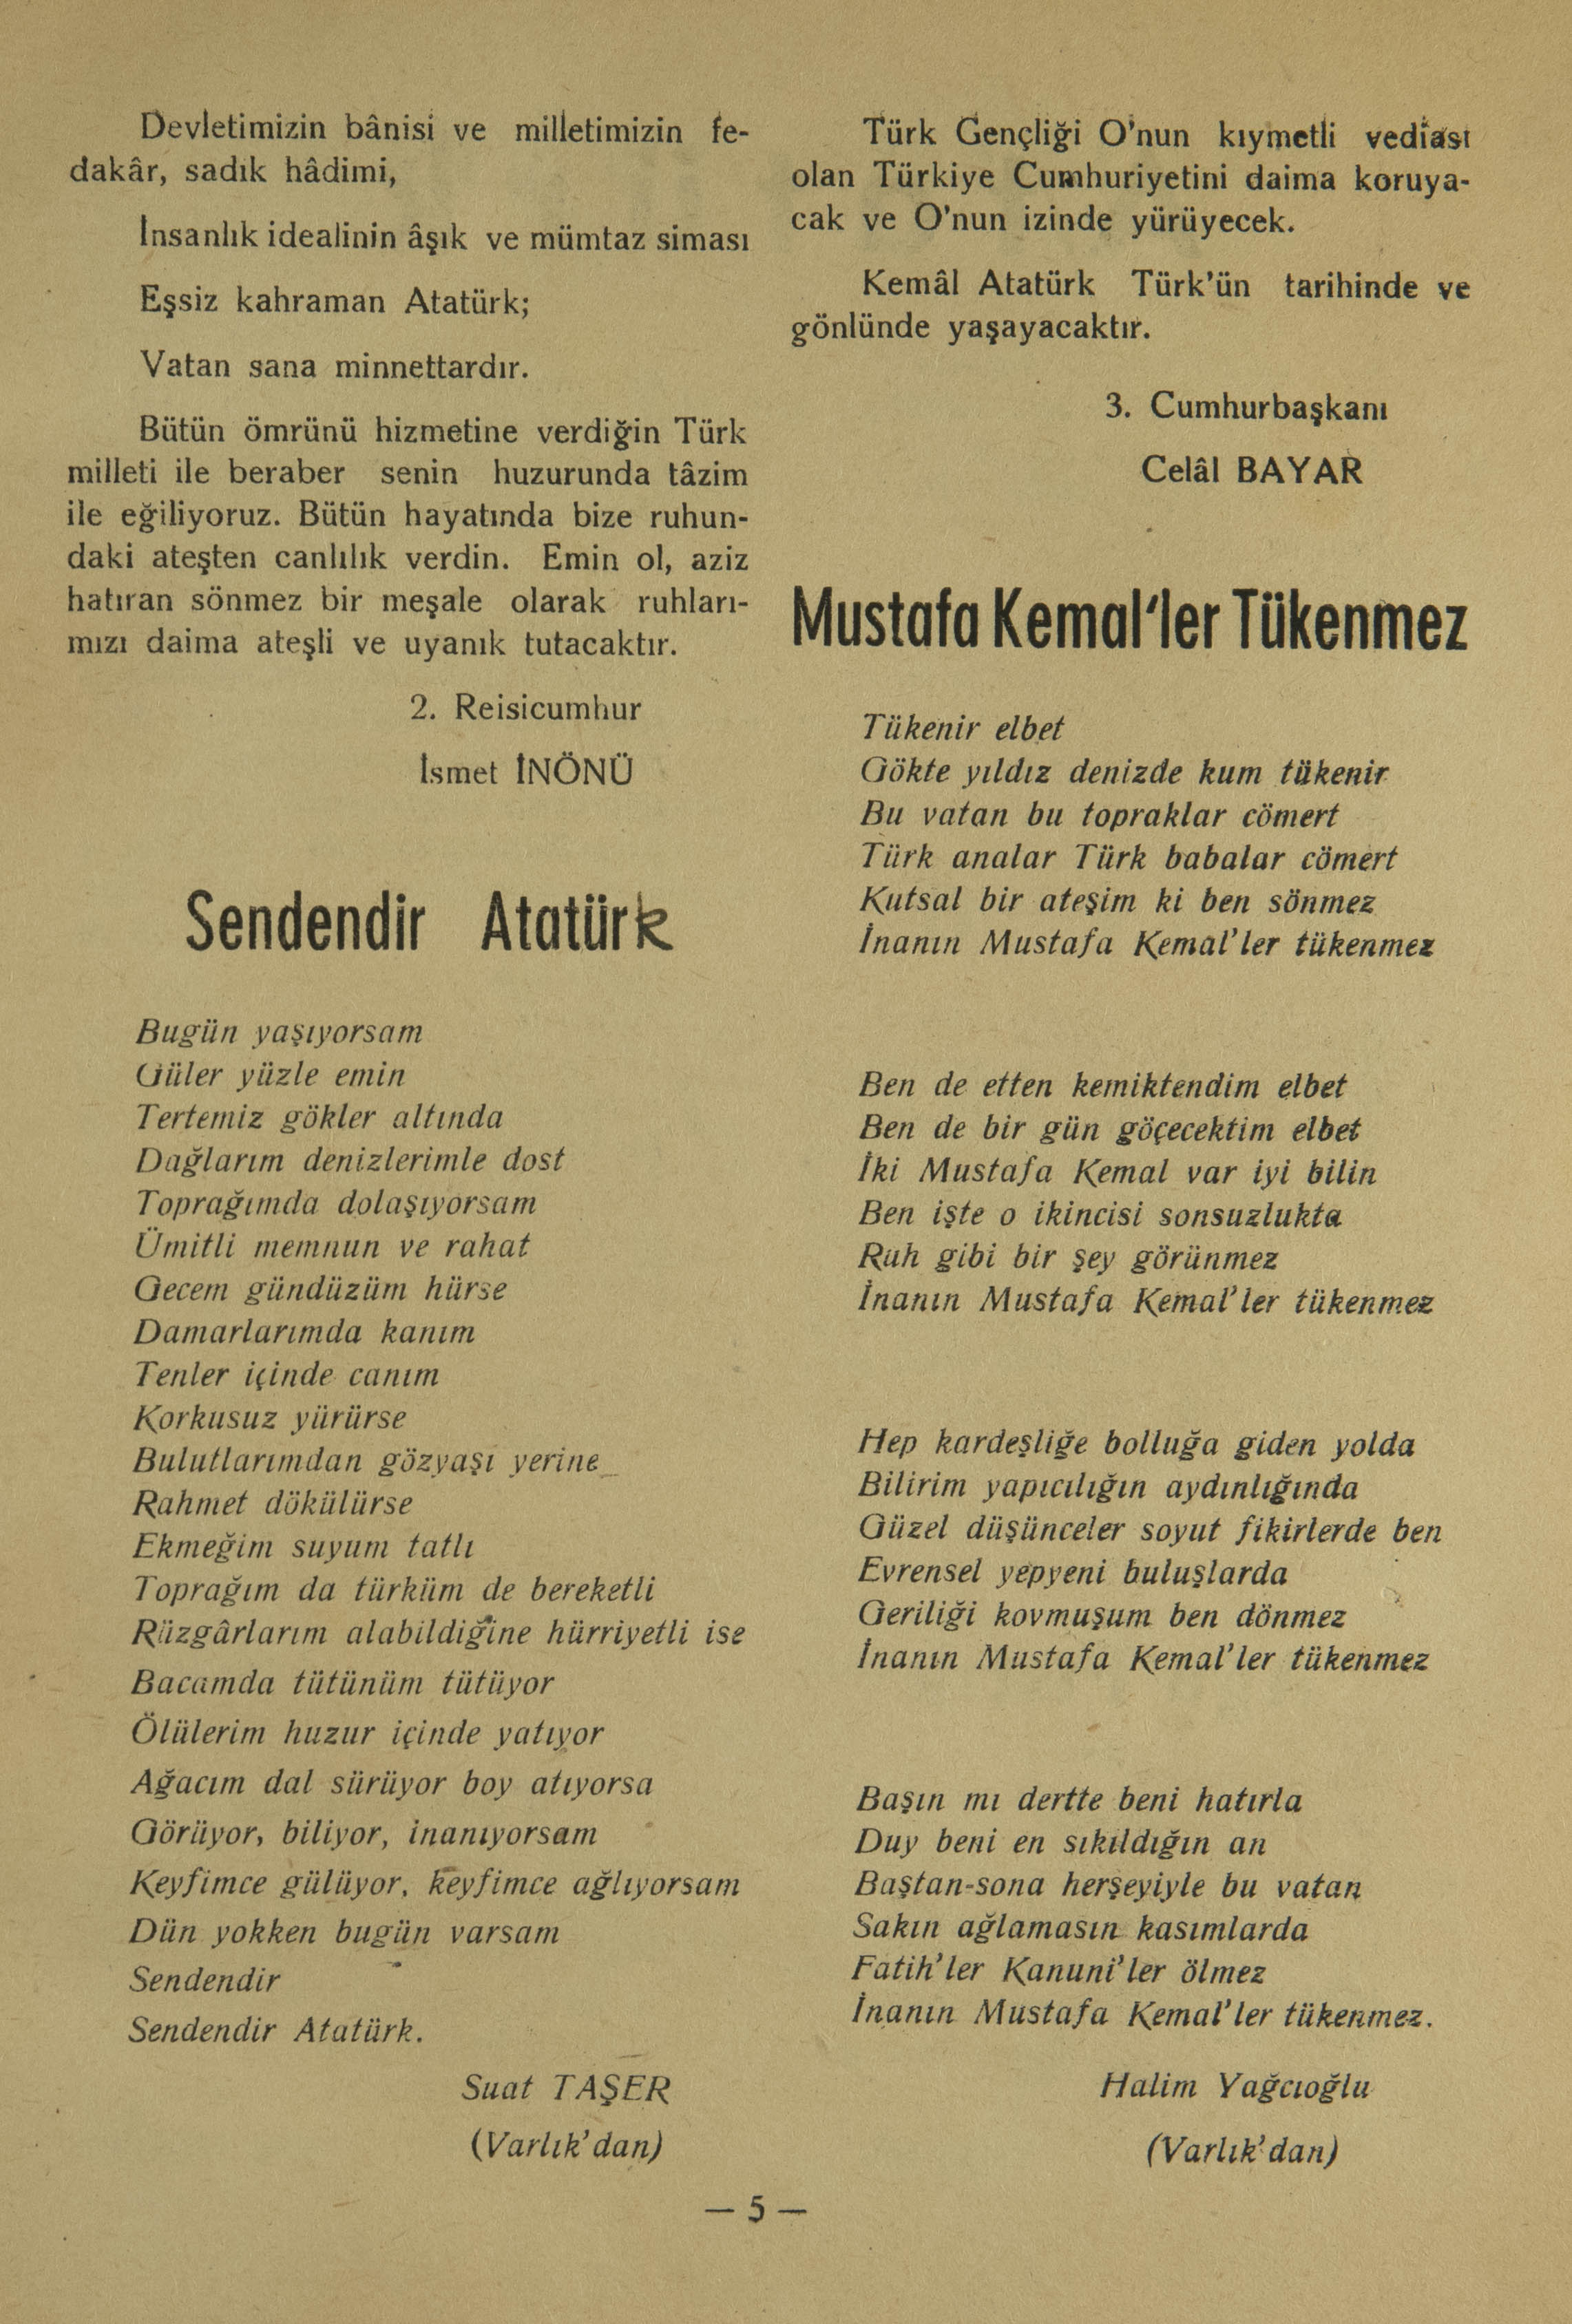 Devletimizin bânisi ve milletimizin fe-
dakâr, sadık hâdimi,
İnsanlık idealinin âşık ve mümtaz siması
Eşsiz kahraman Atatürk;
Vatan sana minnettardır.
Bütün ömrünü hizmetine verdiğin Türk
milleti ile beraber senin huzurunda tâzim
ile eğiliyoruz. Bütün hayatında bize ruhun-
daki ateşten canlılık verdin. Emin ol, aziz
hatıran sönmez bir meşale olarak ruhları-
mızı daima ateşli ve uyanık tutacaktır.
2. Reisicumhur
İsmet İNÖNÜ
Sendendir Atatürk
Bugün yaşıyorsam
Güler yüzle emin
Tertemiz gökler altında
Dağlarım denizlerimle dost
Toprağımda dolaşıyorsam
Ümitli memnun ve rahat
Gecem gündüzüm hürse
Damarlarımda kanım
Tenler içinde canım
Korkusuz yürürse
Bulutlarımdan gözyaşı yerine
Rahmet dökülürse
Ekmeğim suyum tatlı
Toprağım da türküm de bereketli
Rüzgârlarım alabildiğine hürriyetli ise
Bacamda tütünüm tütüyor
Ölülerim huzur içinde yatıyor
Ağacım dal sürüyor boy atıyorsa
Görüyor, biliyor, inanıyorsam
Keyfimce gülüyor, keyfimce ağlıyorsam
Dün yokken bugün varsam
Sendendir
Sendendir Atatürk.
Suat TAŞER
(Varlık'dan)
Türk Gençliği O'nun kıymetli vediası
olan Türkiye Cumhuriyetini daima koruya-
cak ve O'nun izinde yürüyecek.
Kemâl Atatürk Türk'ün tarihinde ve
gönlünde yaşayacaktır.
3. Cumhurbaşkanı
Celâl BAYAR
Mustafa Kemal'ler Tükenmez
Tükenir elbet
Gökte yıldız denizde kum tükenir
Bu vatan bu topraklar cömert
Türk analar Türk babalar cömert
Kutsal bir ateşim ki ben sönmez
İnanın Mustafa Kemal'ler tükenmez
Ben de etten kemiktendim elbet
Ben de bir gün göçecektim elbet
İki Mustafa Kemal var iyi bilin
Ben işte o ikincisi sonsuzlukta
Ruh gibi bir şey görünmez
İnanın Mustafa Kemal'ler tükenmez
Hep kardeşliğe bolluğa giden yolda
Bilirim yapıcılığın aydınlığında
Güzel düşünceler soyut fikirlerde ben
Evrensel yepyeni buluşlarda
Geriliği kovmuşum ben dönmez
İnanın Mustafa Kemal'ler tükenmez
Başın mı dertte beni hatırla
Duy beni en sıkıldığın an
Baştan-sona herşeyiyle bu vatan
Sakın ağlamasın kasımlarda
Fatih'ler Kanuni'ler ölmez
İnanın Mustafa Kemal'ler tükenmez.
Halim Yağcıoğlu
(Varlık'dan)
— 5 —